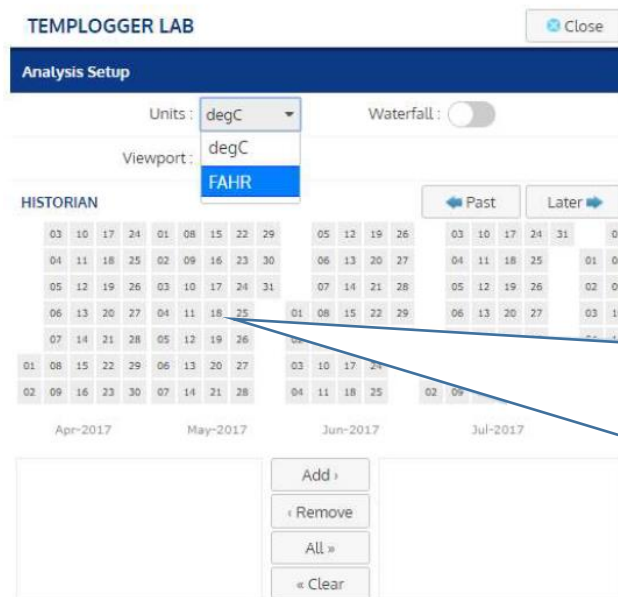 TEMPLOGGER LAB Close
Analysis Setup
Units : degC Waterfall :
degC
Viewport :
FAHR
HISTORIAN Past Later
03 10 17 24 01 08 15 22 29 05 12 19 26 03 10 17 24 31
04 11 18 25 02 09 16 23 30 06 13 20 27 04 11 18 25 01
05 12 19 26 03 10 17 24 31 07 14 21 28 05 12 19 26 02
06 13 20 27 04 11 18 25 01 08 15 22 29 06 13 20 27 03
07 14 21 28 05 12 19 26
01 08 15 22 29 06 13 20 27 03 10 17 24
02 09 16 23 30 07 14 21 28 04 11 18 25 02 09
Apr-2017 May-2017 Jun-2017 Jul-2017
Add ›
‹ Remove
All »
« Clear